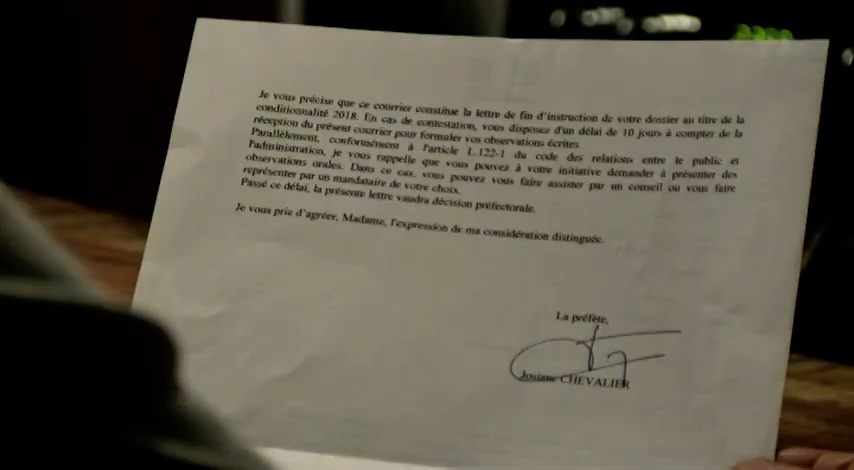 Je vous précise que ce courrier constitue la lettre de fin d'instruction de votre dossier au titre de la
conditionnalité 2018. En cas de contestation, vous disposez d'un délai de 10 jours à compter de la
réception du présent courrier pour formuler vos observations écrites.
Parallèlement, conformément à l'article L.122-1 du code des relations entre le public et
l'administration, je vous rappelle que vous pouvez à votre initiative demander à présenter des
observations orales. Dans ce cas, vous pouvez vous faire assister par un conseil ou vous faire
représenter par un mandataire de votre choix.
Passé ce délai, la présente lettre vaudra décision préfectorale.
Je vous prie d'agréer, Madame, l'expression de ma considération distinguée.
La préfète,
Josiane CHEVALIER